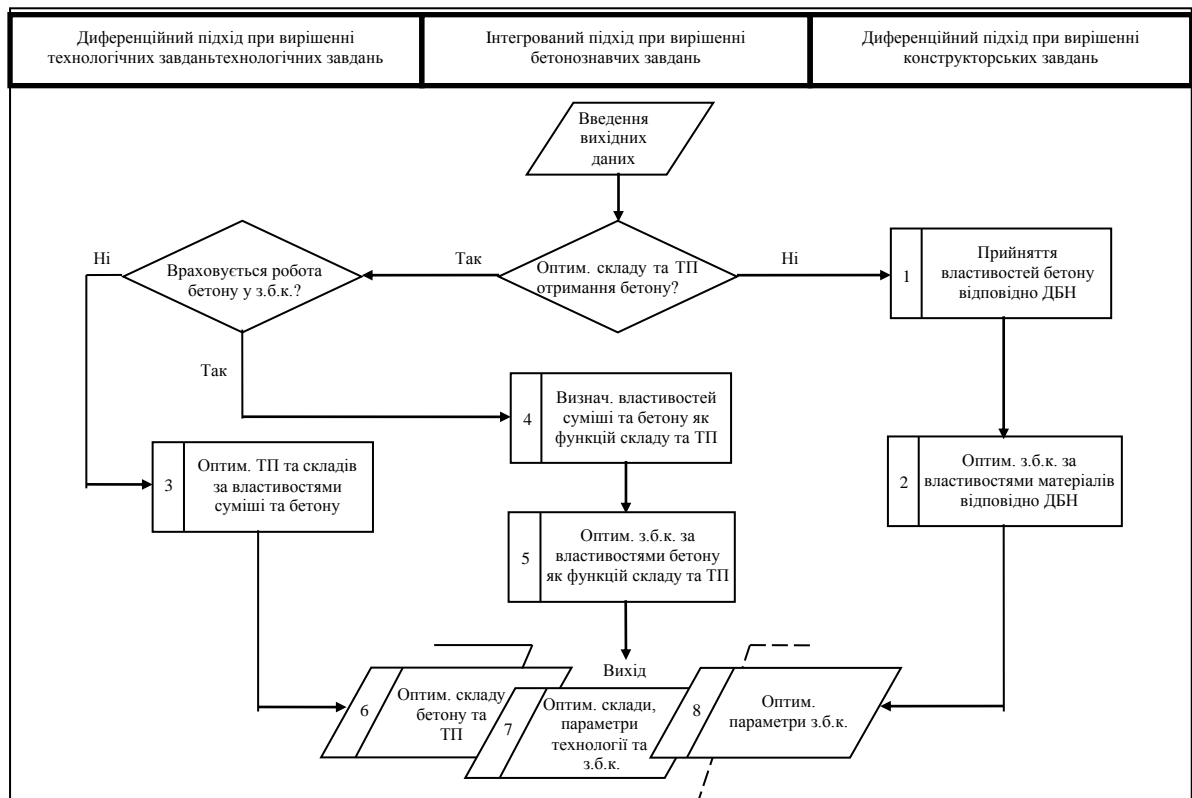 Диференційний підхід при вирішенні
технологічних завданьтехнологічних завдань
Інтегрований підхід при вирішенні
бетонознавчих завдань
Диференційний підхід при вирішенні
конструкторських завдань
Введення
вихідних
даних
Ні
Враховується робота
бетону у з.б.к.?
Так
Оптим. складу та ТП
отримання бетону?
Ні
1
Прийняття
властивостей бетону
відповідно ДБН
Так
4
Визнач. властивостей
суміші та бетону як
функцій складу та ТП
3
Оптим. ТП та складів
за властивостями
суміші та бетону
2
Оптим. з.б.к. за
властивостями матеріалів
відповідно ДБН
5
Оптим. з.б.к. за
властивостями бетону
як функцій складу та ТП
Вихід
6
Оптим. складу
бетону та
ТП
7
Оптим. склади,
параметри
технології та
з.б.к.
8
Оптим.
параметри з.б.к.